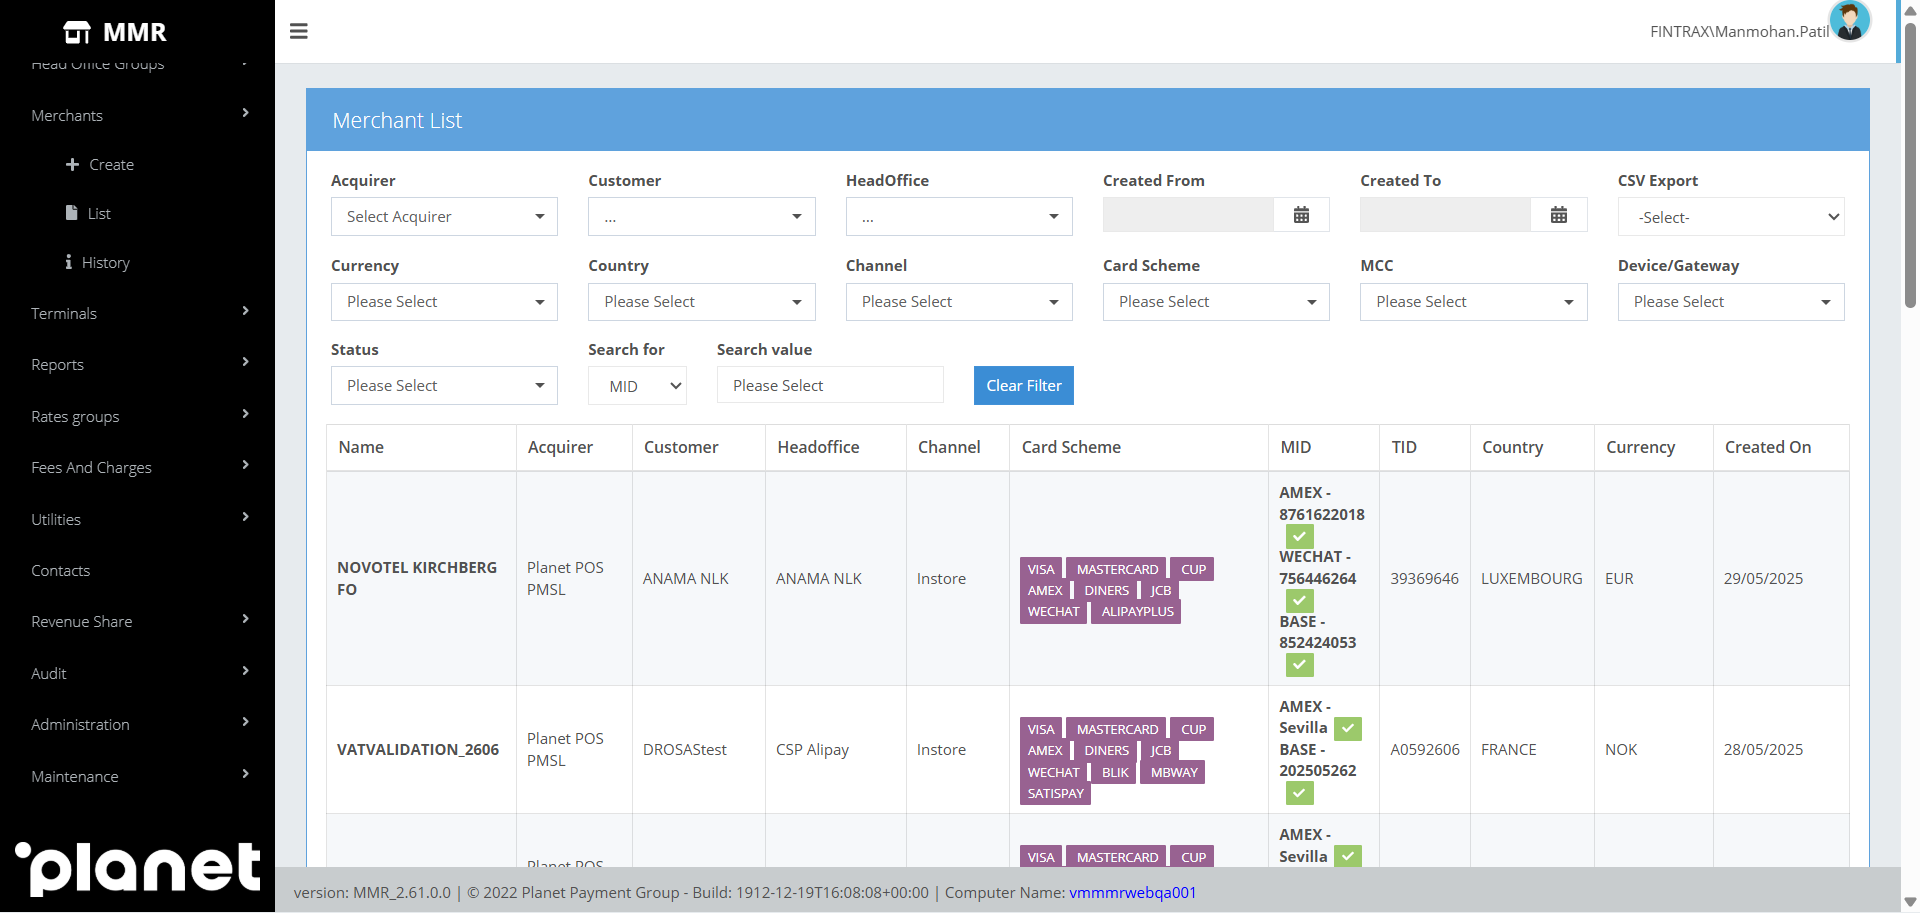 MMR
FINTRAX\Manmohan.Patil
Head Office Groups
Merchants
Create
List
History
Terminals
Reports
Rates groups
Fees And Charges
Utilities
Contacts
Revenue Share
Audit
Administration
Maintenance
planet
Merchant List
Acquirer Customer HeadOffice Created From Created To CSV Export
Select Acquirer ... ... -Select-
Currency Country Channel Card Scheme MCC Device/Gateway
Please Select Please Select Please Select Please Select Please Select Please Select
Status Search for Search value
Please Select MID Please Select Clear Filter
Name Acquirer Customer Headoffice Channel Card Scheme MID TID Country Currency Created On
NOVOTEL KIRCHBERG
FO
Planet POS
PMSL
ANAMA NLK
ANAMA NLK
Instore
VISA MASTERCARD CUP
AMEX DINERS JCB
WECHAT ALIPAYPLUS
AMEX -
8761622018
WECHAT -
756446264
BASE -
852424053
39369646
LUXEMBOURG
EUR
29/05/2025
VATVALIDATION_2606
Planet POS
PMSL
DROSAStest
CSP Alipay
Instore
VISA MASTERCARD CUP
AMEX DINERS JCB
WECHAT BLIK MBWAY
SATISPAY
AMEX -
Sevilla
BASE -
202505262
A0592606
FRANCE
NOK
28/05/2025
Planet POS
VISA MASTERCARD CUP
AMEX -
Sevilla
version: MMR_2.61.0.0 | © 2022 Planet Payment Group - Build: 1912-12-19T16:08:08+00:00 | Computer Name: vmmmrwebqa001